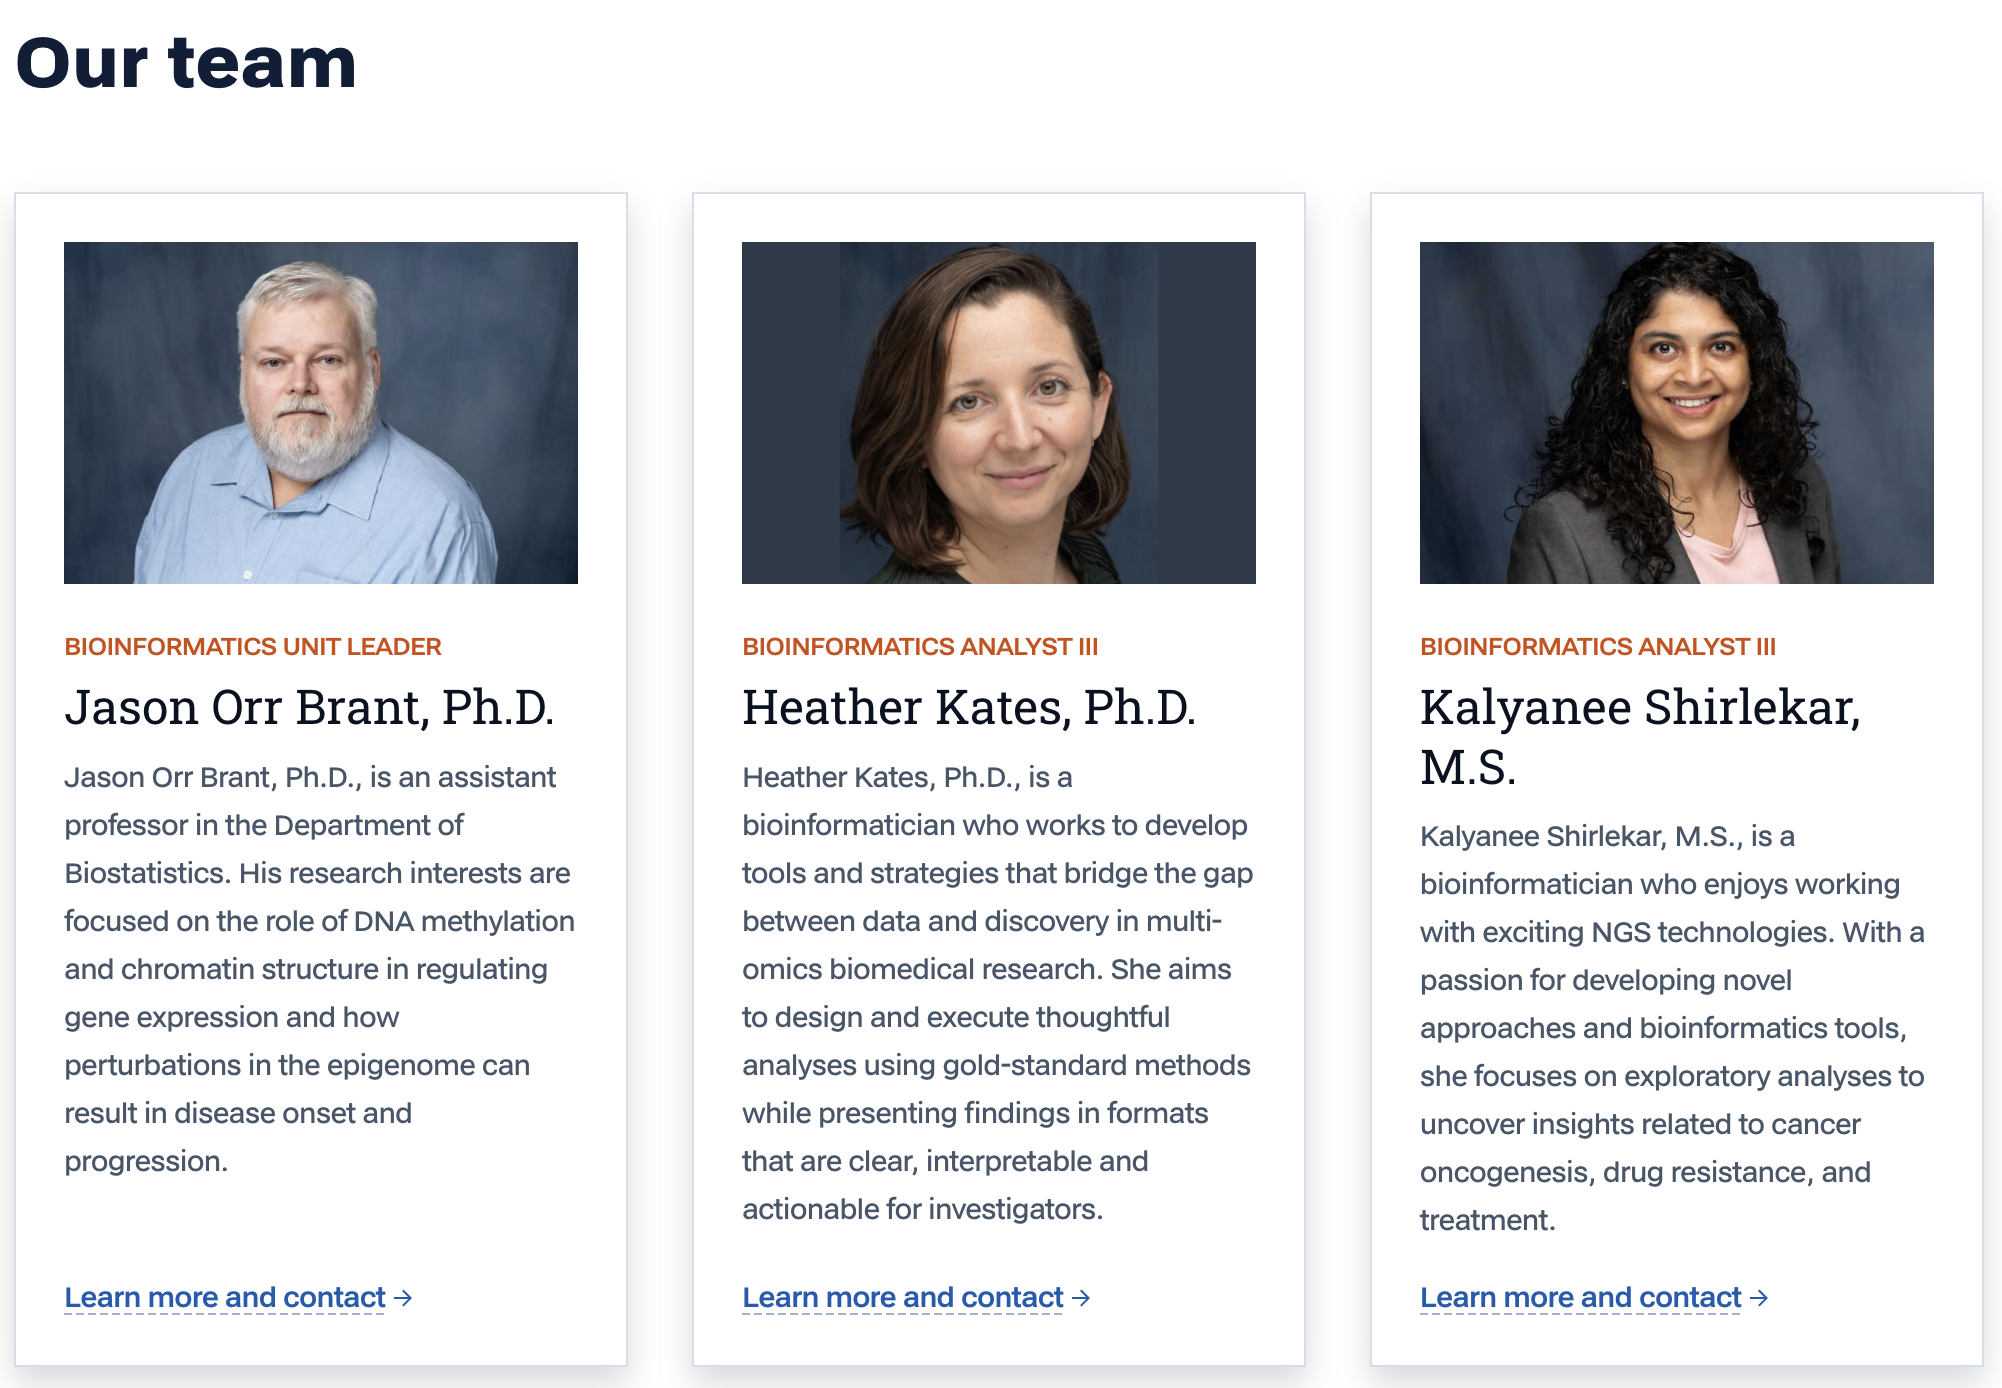 Our team
BIOINFORMATICS UNIT LEADER
Jason Orr Brant, Ph.D.
Jason Orr Brant, Ph.D., is an assistant
professor in the Department of
Biostatistics. His research interests are
focused on the role of DNA methylation
and chromatin structure in regulating
gene expression and how
perturbations in the epigenome can
result in disease onset and
progression.
Learn more and contact →
BIOINFORMATICS ANALYST III
Heather Kates, Ph.D.
Heather Kates, Ph.D., is a
bioinformatician who works to develop
tools and strategies that bridge the gap
between data and discovery in multi-
omics biomedical research. She aims
to design and execute thoughtful
analyses using gold-standard methods
while presenting findings in formats
that are clear, interpretable and
actionable for investigators.
Learn more and contact →
BIOINFORMATICS ANALYST III
Kalyanee Shirlekar,
M.S.
Kalyanee Shirlekar, M.S., is a
bioinformatician who enjoys working
with exciting NGS technologies. With a
passion for developing novel
approaches and bioinformatics tools,
she focuses on exploratory analyses to
uncover insights related to cancer
oncogenesis, drug resistance, and
treatment.
Learn more and contact →